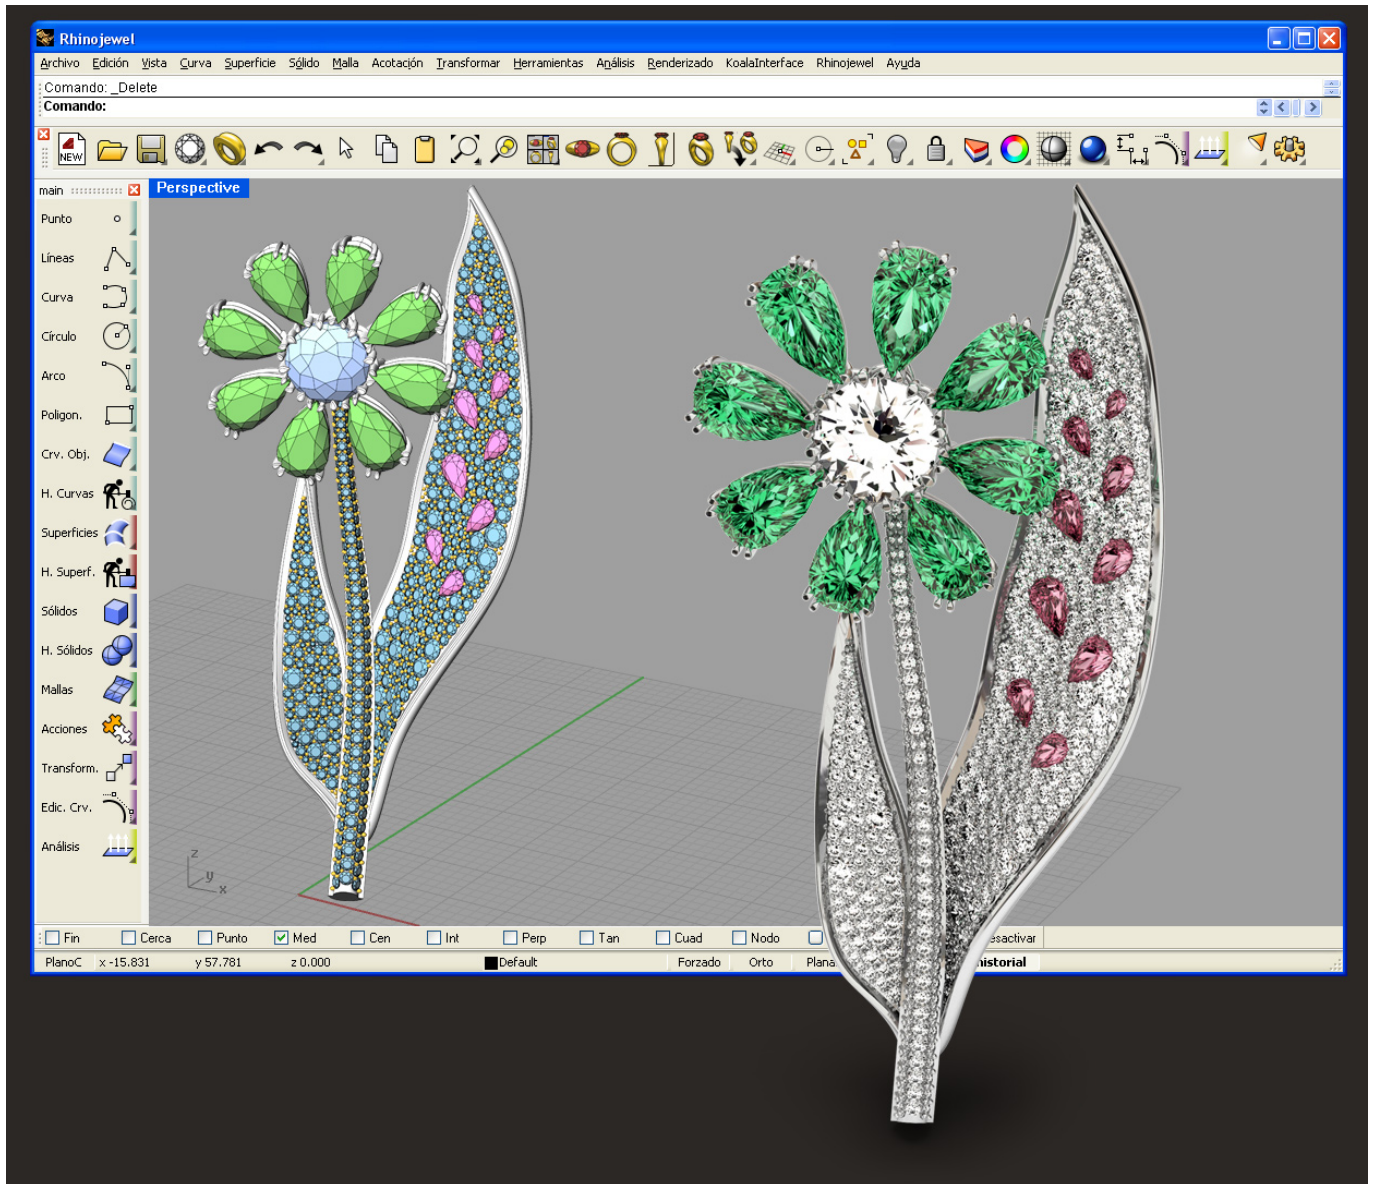 Rhinojewel
Archivo Edición Vista Curva Superficie Sólido Malla Acotación Transformar Herramientas Análisis Renderizado KoalaInterface Rhinojewel Ayuda
Comando: _Delete
Comando:
NEW
main
Perspective
Punto
Líneas
Curva
Círculo
Arco
Poligon.
Crv. Obj.
H. Curvas
Superficies
H. Superf.
Sólidos
H. Sólidos
Mallas
Acciones
Transform.
Edic. Crv.
Análisis
z
y
x
Fin Cerca Punto Med Cen Int Perp Tan Cuad Nodo esactivar
PlanoC x -15.831 y 57.781 z 0.000 Default Forzado Orto Plana historial